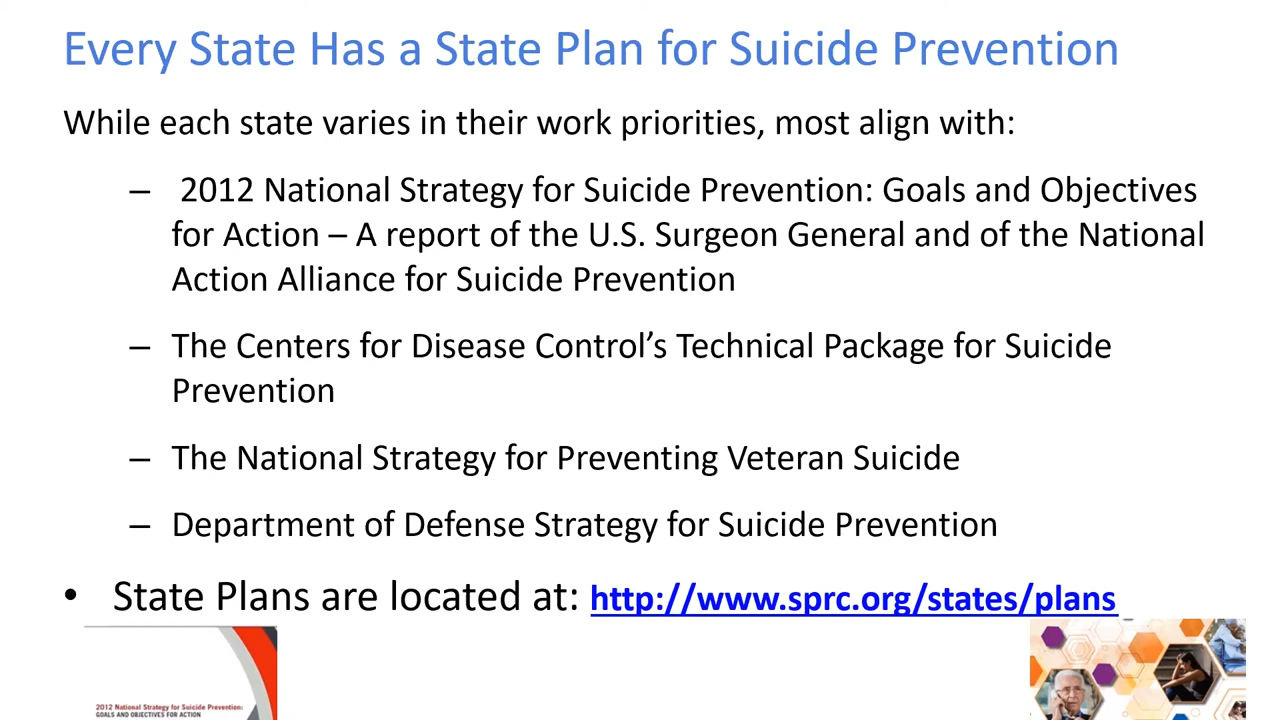 Every State Has a State Plan for Suicide Prevention
While each state varies in their work priorities, most align with:
– 2012 National Strategy for Suicide Prevention: Goals and Objectives
for Action – A report of the U.S. Surgeon General and of the National
Action Alliance for Suicide Prevention
– The Centers for Disease Control’s Technical Package for Suicide
Prevention
– The National Strategy for Preventing Veteran Suicide
– Department of Defense Strategy for Suicide Prevention
• State Plans are located at: http://www.sprc.org/states/plans
2012 National Strategy for Suicide Prevention:
GOALS AND OBJECTIVES FOR ACTION